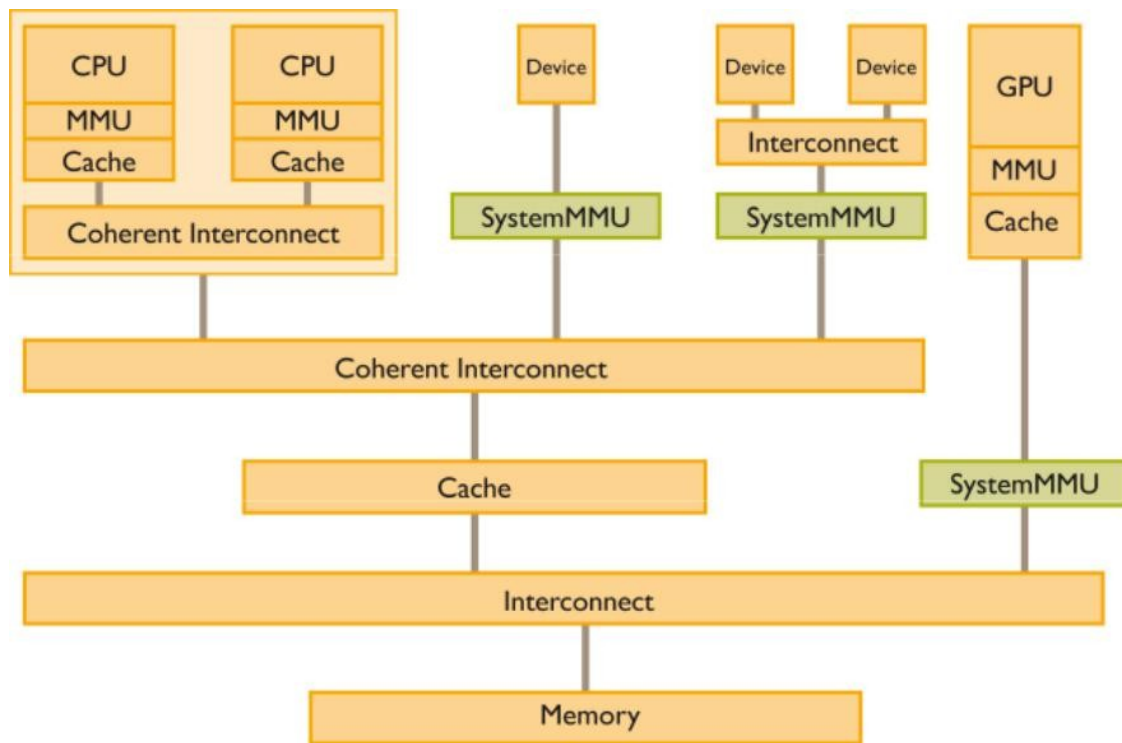 CPU
MMU
Cache
CPU
MMU
Cache
Coherent Interconnect
Device
SystemMMU
Device
Device
Interconnect
SystemMMU
GPU
MMU
Cache
Coherent Interconnect
Cache
SystemMMU
Interconnect
Memory